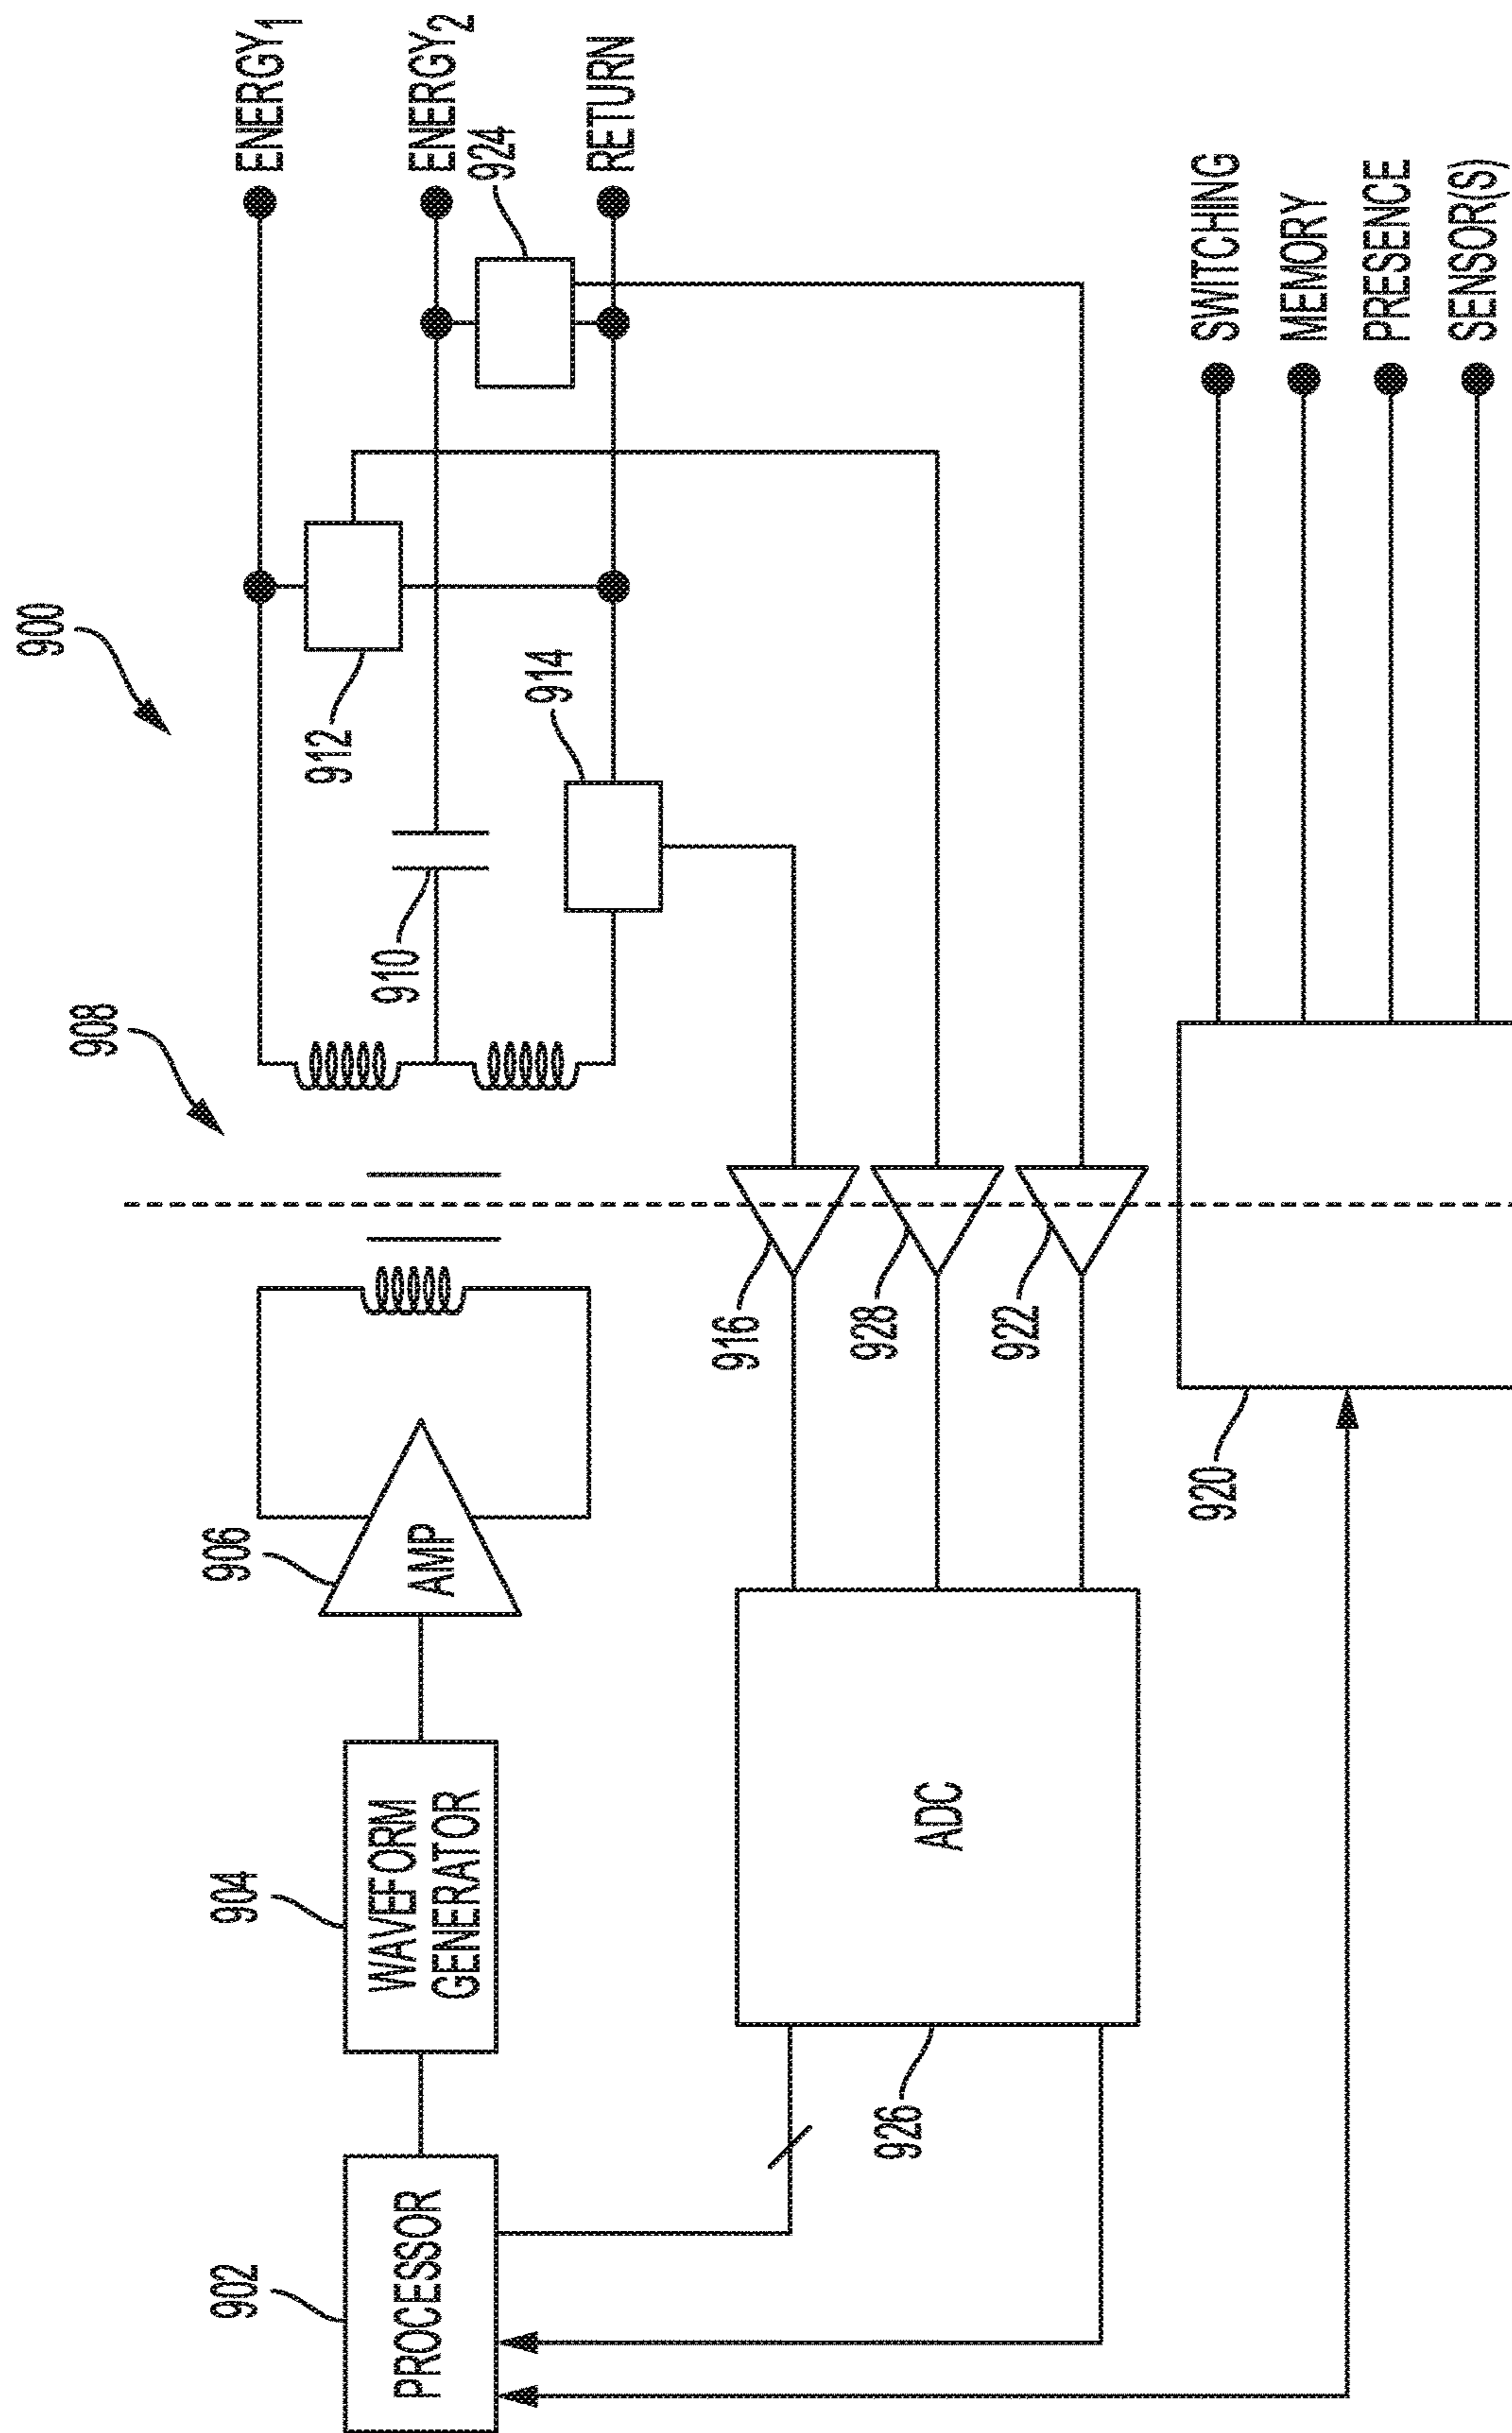 900
908
ENERGY1
ENERGY2
RETURN
924
912
914
910
906
AMP
904
WAVEFORM
GENERATOR
902
PROCESSOR
916
928
922
ADC
926
920
SWITCHING
MEMORY
PRESENCE
SENSOR(S)